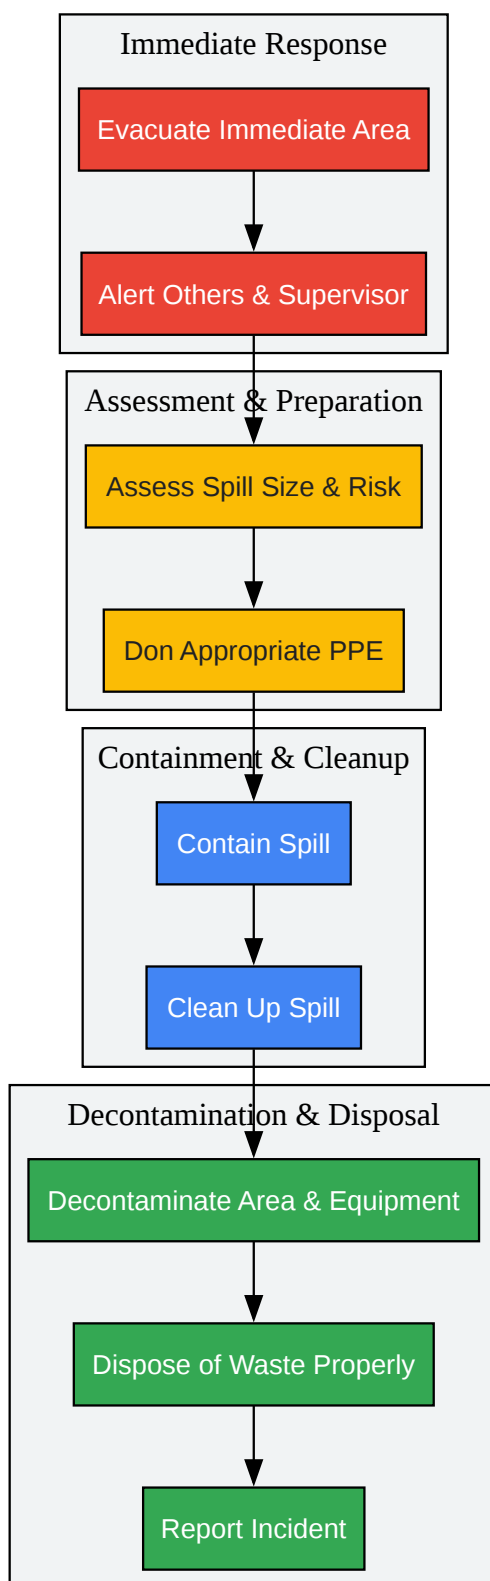 Immediate Response
Evacuate Immediate Area
Alert Others & Supervisor
Assessment & Preparation
Assess Spill Size & Risk
Don Appropriate PPE
Containment & Cleanup
Contain Spill
Clean Up Spill
Decontamination & Disposal
Decontaminate Area & Equipment
Dispose of Waste Properly
Report Incident